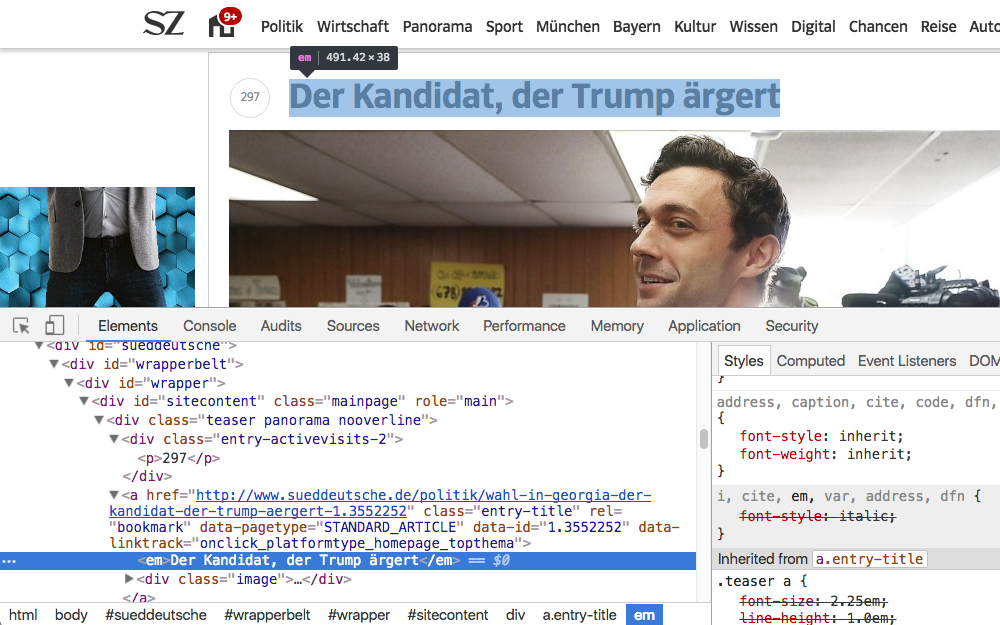 SZ 9+ Politik Wirtschaft Panorama Sport München Bayern Kultur Wissen Digital Chancen Reise Auto
em 491.42 × 38
297 Der Kandidat, der Trump ärgert
(678)
Elements Console Audits Sources Network Performance Memory Application Security
▼<div id="sueddeutsche">
▼<div id="wrapperbelt">
▼<div id="wrapper">
▼<div id="sitecontent" class="mainpage" role="main">
▼<div class="teaser panorama nooverline">
▼<div class="entry-activevisits-2">
<p>297</p>
</div>
▼<a href="http://www.sueddeutsche.de/politik/wahl-in-georgia-der-
kandidat-der-trump-aergert-1.3552252" class="entry-title" rel=
"bookmark" data-pagetype="STANDARD_ARTICLE" data-id="1.3552252" data-
linktrack="onclick_platformtype_homepage_topthema">
… <em>Der Kandidat, der Trump ärgert</em> == $0
▶<div class="image">…</div>
</a>
html body #sueddeutsche #wrapperbelt #wrapper #sitecontent div a.entry-title em
Styles Computed Event Listeners DOM
}
address, caption, cite, code, dfn,
{
font-style: inherit;
font-weight: inherit;
}
i, cite, em, var, address, dfn {
font-style: italic;
}
Inherited from a.entry-title
.teaser a {
font-size: 2.25em;
line-height: 1.0em;